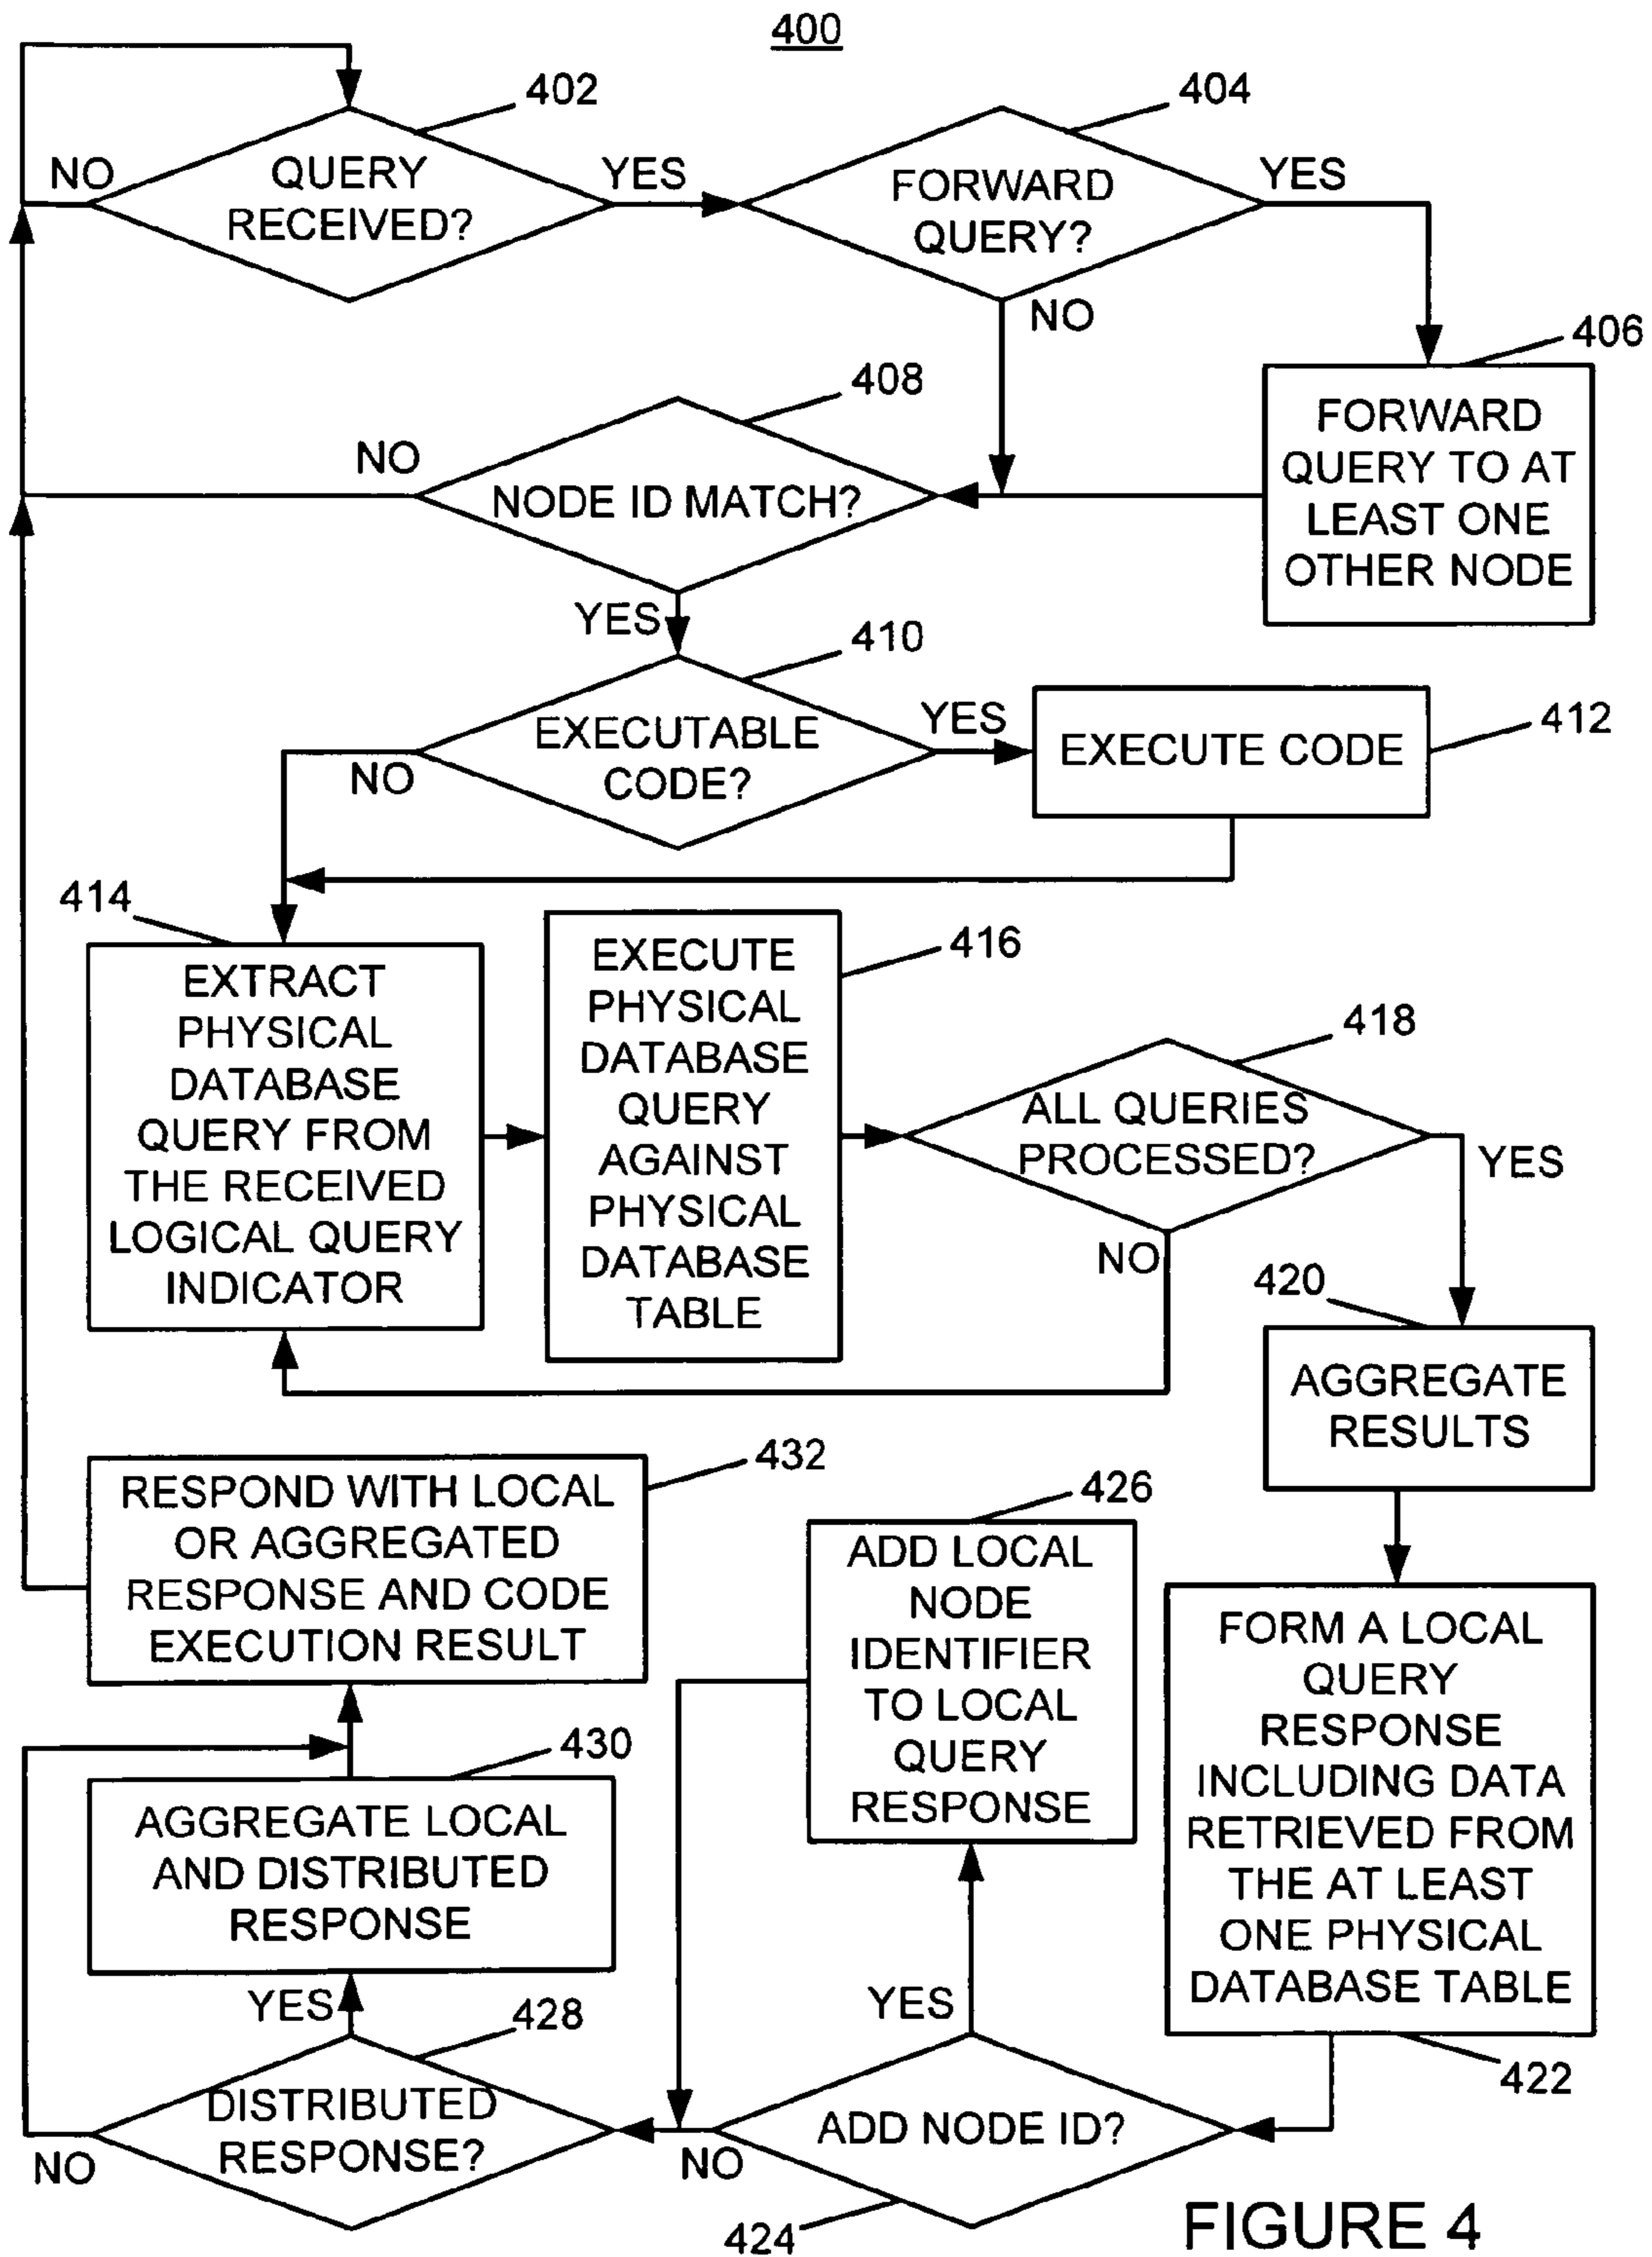 400
402
QUERY
RECEIVED?
NO
YES
404
FORWARD
QUERY?
YES
NO
406
FORWARD
QUERY TO AT
LEAST ONE
OTHER NODE
408
NODE ID MATCH?
NO
YES
410
EXECUTABLE
CODE?
YES
NO
412
EXECUTE CODE
414
EXTRACT
PHYSICAL
DATABASE
QUERY FROM
THE RECEIVED
LOGICAL QUERY
INDICATOR
416
EXECUTE
PHYSICAL
DATABASE
QUERY
AGAINST
PHYSICAL
DATABASE
TABLE
418
ALL QUERIES
PROCESSED?
YES
NO
420
AGGREGATE
RESULTS
422
FORM A LOCAL
QUERY
RESPONSE
INCLUDING DATA
RETRIEVED FROM
THE AT LEAST
ONE PHYSICAL
DATABASE TABLE
424
ADD NODE ID?
YES
NO
426
ADD LOCAL
NODE
IDENTIFIER
TO LOCAL
QUERY
RESPONSE
428
DISTRIBUTED
RESPONSE?
YES
NO
430
AGGREGATE LOCAL
AND DISTRIBUTED
RESPONSE
432
RESPOND WITH LOCAL
OR AGGREGATED
RESPONSE AND CODE
EXECUTION RESULT
FIGURE 4